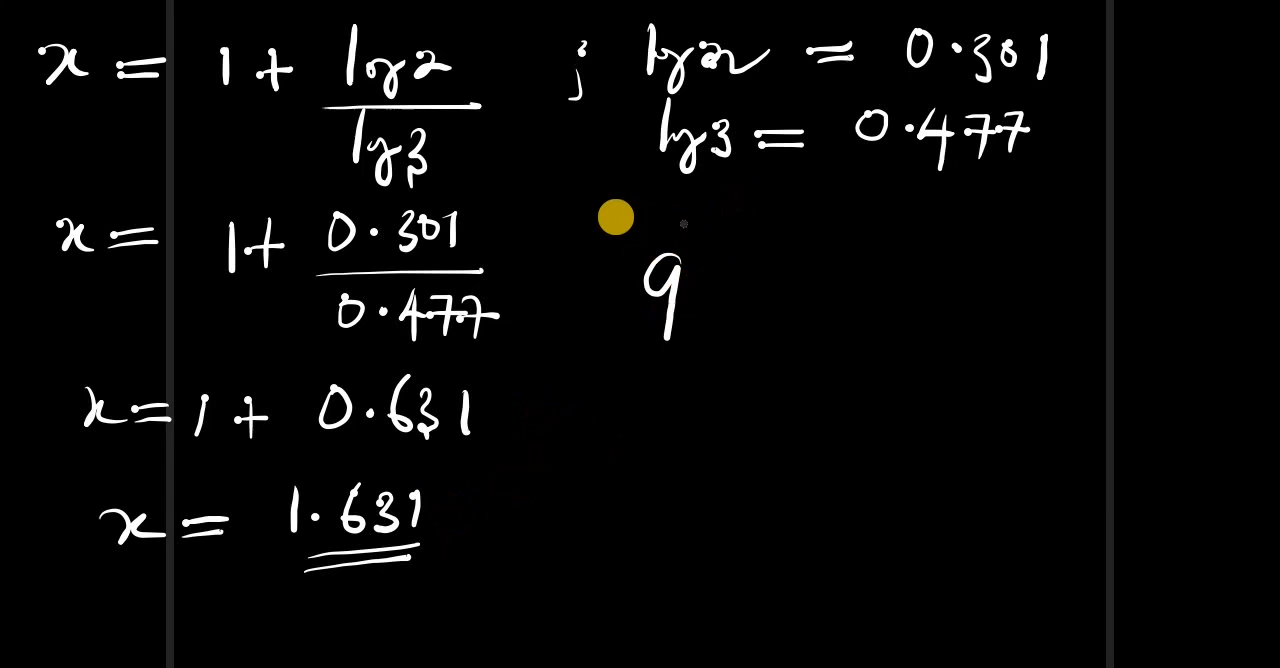 x = 1 + log2/log3 ; log2 = 0.301
log3 = 0.477
x = 1 + 0.301/0.477
9
x = 1 + 0.631
x = 1.631